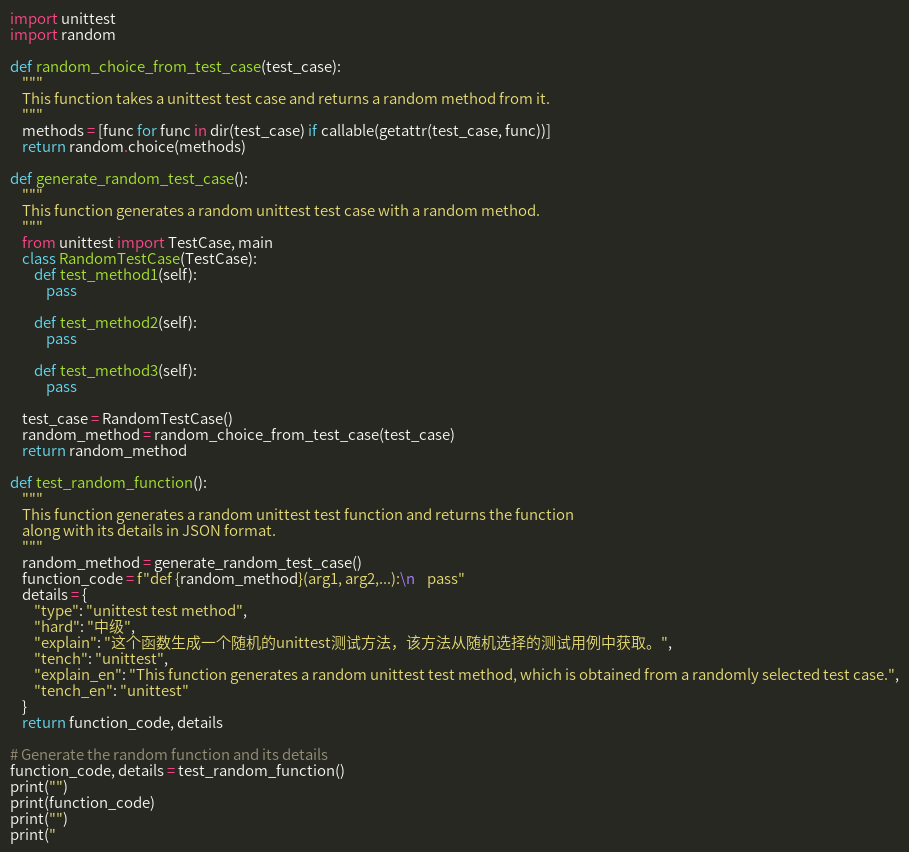 import unittest
import random

def random_choice_from_test_case(test_case):
    """
    This function takes a unittest test case and returns a random method from it.
    """
    methods = [func for func in dir(test_case) if callable(getattr(test_case, func))]
    return random.choice(methods)

def generate_random_test_case():
    """
    This function generates a random unittest test case with a random method.
    """
    from unittest import TestCase, main
    class RandomTestCase(TestCase):
        def test_method1(self):
            pass

        def test_method2(self):
            pass

        def test_method3(self):
            pass

    test_case = RandomTestCase()
    random_method = random_choice_from_test_case(test_case)
    return random_method

def test_random_function():
    """
    This function generates a random unittest test function and returns the function
    along with its details in JSON format.
    """
    random_method = generate_random_test_case()
    function_code = f"def {random_method}(arg1, arg2,...):\n    pass"
    details = {
        "type": "unittest test method",
        "hard": "中级",
        "explain": "这个函数生成一个随机的unittest测试方法，该方法从随机选择的测试用例中获取。",
        "tench": "unittest",
        "explain_en": "This function generates a random unittest test method, which is obtained from a randomly selected test case.",
        "tench_en": "unittest"
    }
    return function_code, details

# Generate the random function and its details
function_code, details = test_random_function()
print("")
print(function_code)
print("")
print("